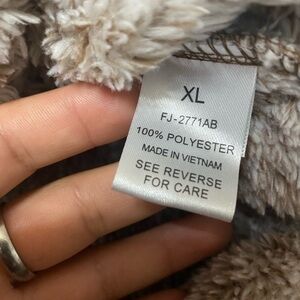 XL
FJ-2771AB
100% POLYESTER
MADE IN VIETNAM
SEE REVERSE
FOR CARE